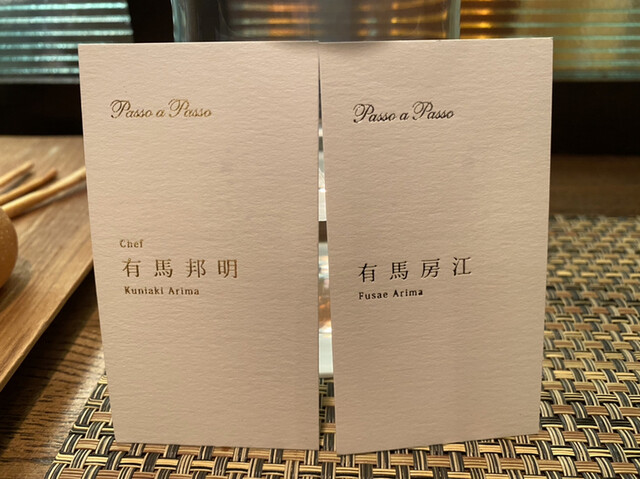 Passo a Passo
Chef
有馬邦明
Kuniaki Arima
Passo a Passo
有馬房江
Fusae Arima